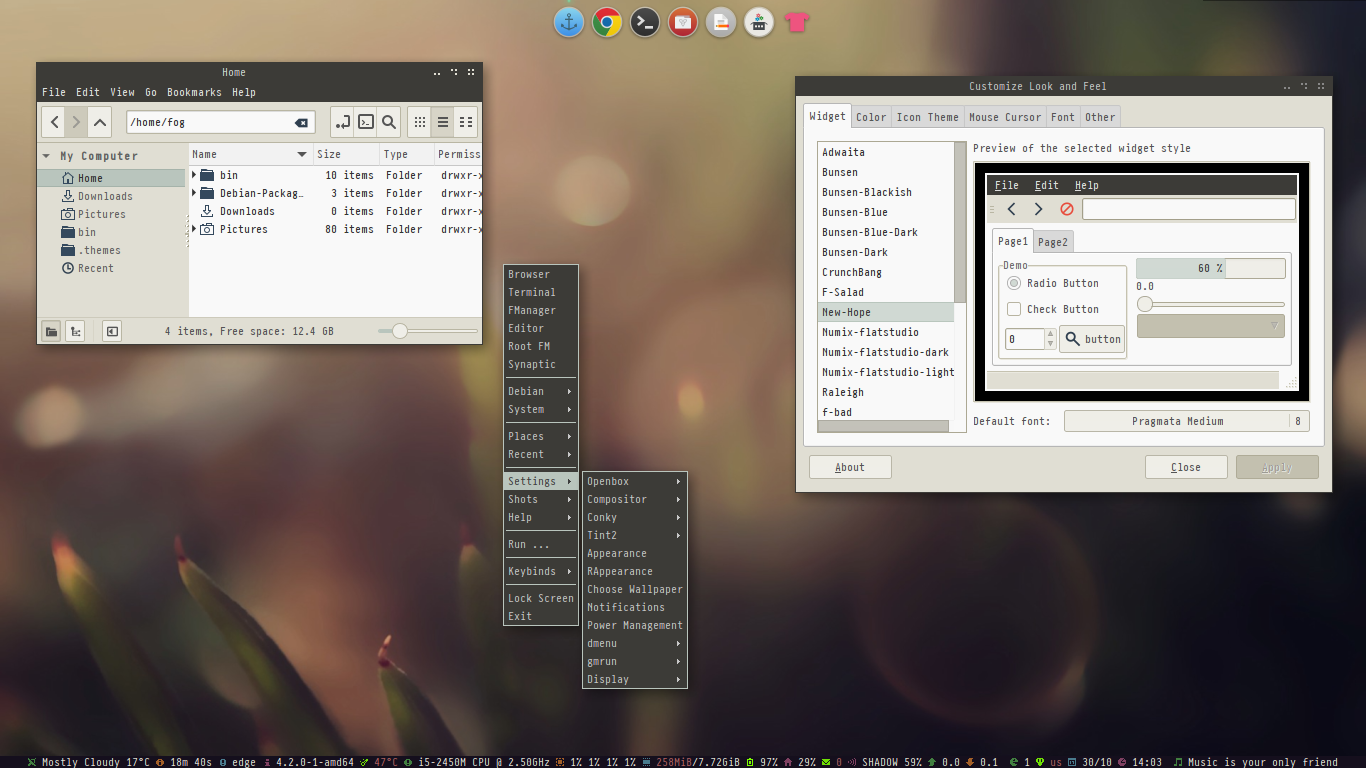 Home
File Edit View Go Bookmarks Help
/home/fog
My Computer
Home
Downloads
Pictures
bin
.themes
Recent
Name Size Type Permiss
bin 10 items Folder drwxr-x
Debian-Packag… 3 items Folder drwxr-x
Downloads 0 items Folder drwxr-x
Pictures 80 items Folder drwxr-x
4 items, Free space: 12.4 GB
Browser
Terminal
FManager
Editor
Root FM
Synaptic
Debian
System
Places
Recent
Settings
Shots
Help
Run ...
Keybinds
Lock Screen
Exit
Openbox
Compositor
Conky
Tint2
Appearance
RAppearance
Choose Wallpaper
Notifications
Power Management
dmenu
gmrun
Display
Customize Look and Feel
Widget Color Icon Theme Mouse Cursor Font Other
Adwaita
Bunsen
Bunsen-Blackish
Bunsen-Blue
Bunsen-Blue-Dark
Bunsen-Dark
CrunchBang
F-Salad
New-Hope
Numix-flatstudio
Numix-flatstudio-dark
Numix-flatstudio-light
Raleigh
f-bad
Preview of the selected widget style
File Edit Help
Page1 Page2
Demo
Radio Button
Check Button
0 button
60 %
0.0
Default font: Pragmata Medium 8
About Close Apply
Mostly Cloudy 17°C 18m 40s edge 4.2.0-1-amd64 47°C i5-2450M CPU @ 2.50GHz 1% 1% 1% 1% 258MiB/7.72GiB 97% 29% 0 SHADOW 59% 0.0 0.1 1 us 30/10 14:03 Music is your only friend